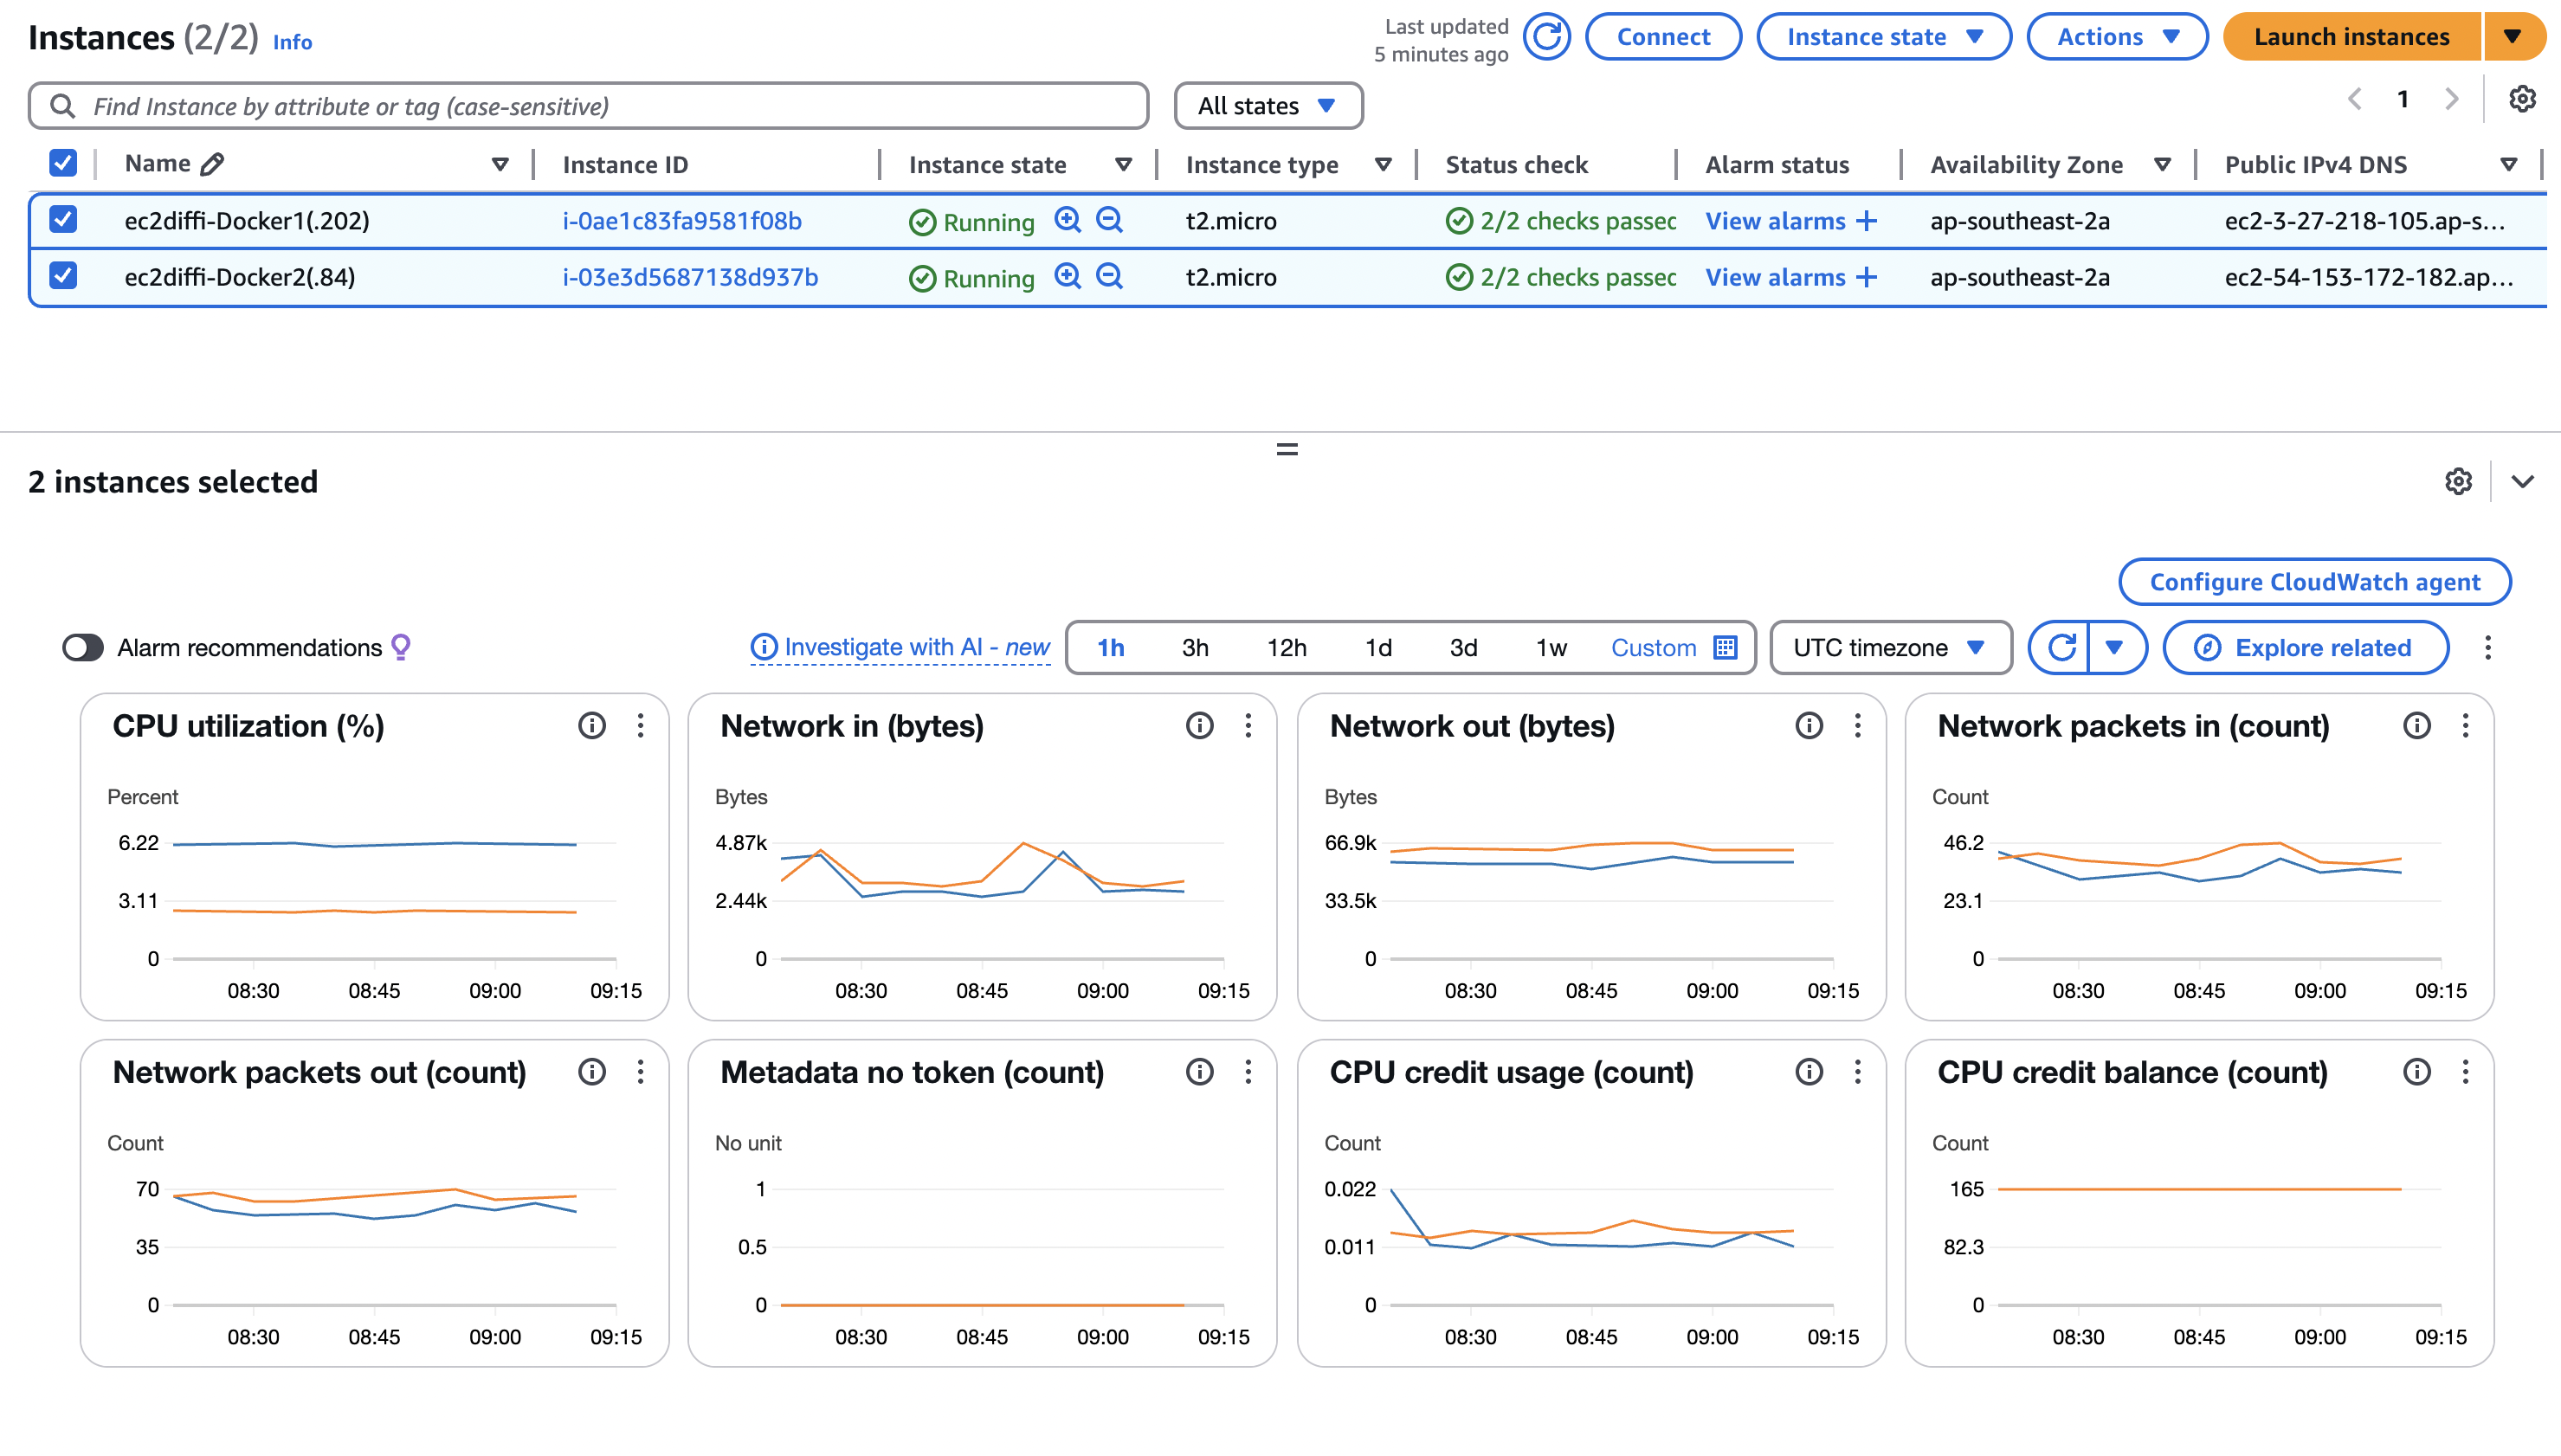 Instances (2/2) Info
Last updated
5 minutes ago
Connect
Instance state
Actions
Launch instances
Find Instance by attribute or tag (case-sensitive)
All states
1
Name Instance ID Instance state Instance type Status check Alarm status Availability Zone Public IPv4 DNS
ec2diffi-Docker1(.202) i-0ae1c83fa9581f08b Running t2.micro 2/2 checks passec View alarms + ap-southeast-2a ec2-3-27-218-105.ap-s...
ec2diffi-Docker2(.84) i-03e3d5687138d937b Running t2.micro 2/2 checks passec View alarms + ap-southeast-2a ec2-54-153-172-182.ap...
2 instances selected
Configure CloudWatch agent
Alarm recommendations
Investigate with AI - new
1h 3h 12h 1d 3d 1w Custom
UTC timezone
Explore related
CPU utilization (%)
Percent
6.22
3.11
0
08:30 08:45 09:00 09:15
Network in (bytes)
Bytes
4.87k
2.44k
0
08:30 08:45 09:00 09:15
Network out (bytes)
Bytes
66.9k
33.5k
0
08:30 08:45 09:00 09:15
Network packets in (count)
Count
46.2
23.1
0
08:30 08:45 09:00 09:15
Network packets out (count)
Count
70
35
0
08:30 08:45 09:00 09:15
Metadata no token (count)
No unit
1
0.5
0
08:30 08:45 09:00 09:15
CPU credit usage (count)
Count
0.022
0.011
0
08:30 08:45 09:00 09:15
CPU credit balance (count)
Count
165
82.3
0
08:30 08:45 09:00 09:15